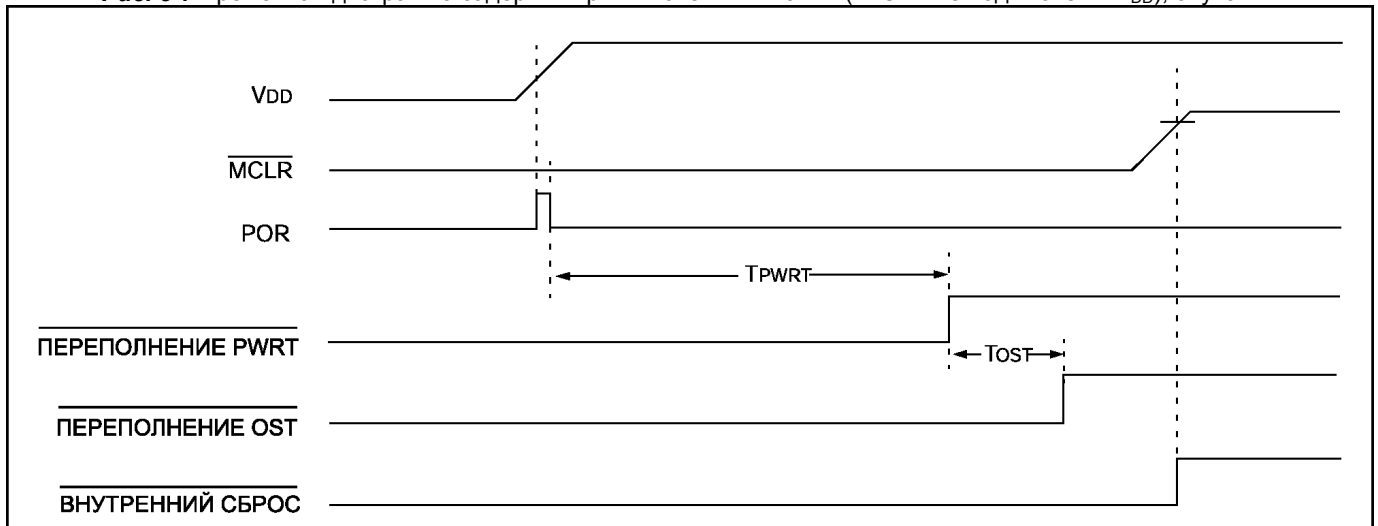 VDD
MCLR
POR
TPWRT
ПЕРЕПОЛНЕНИЕ PWRT
TOST
ПЕРЕПОЛНЕНИЕ OST
ВНУТРЕННИЙ СБРОС